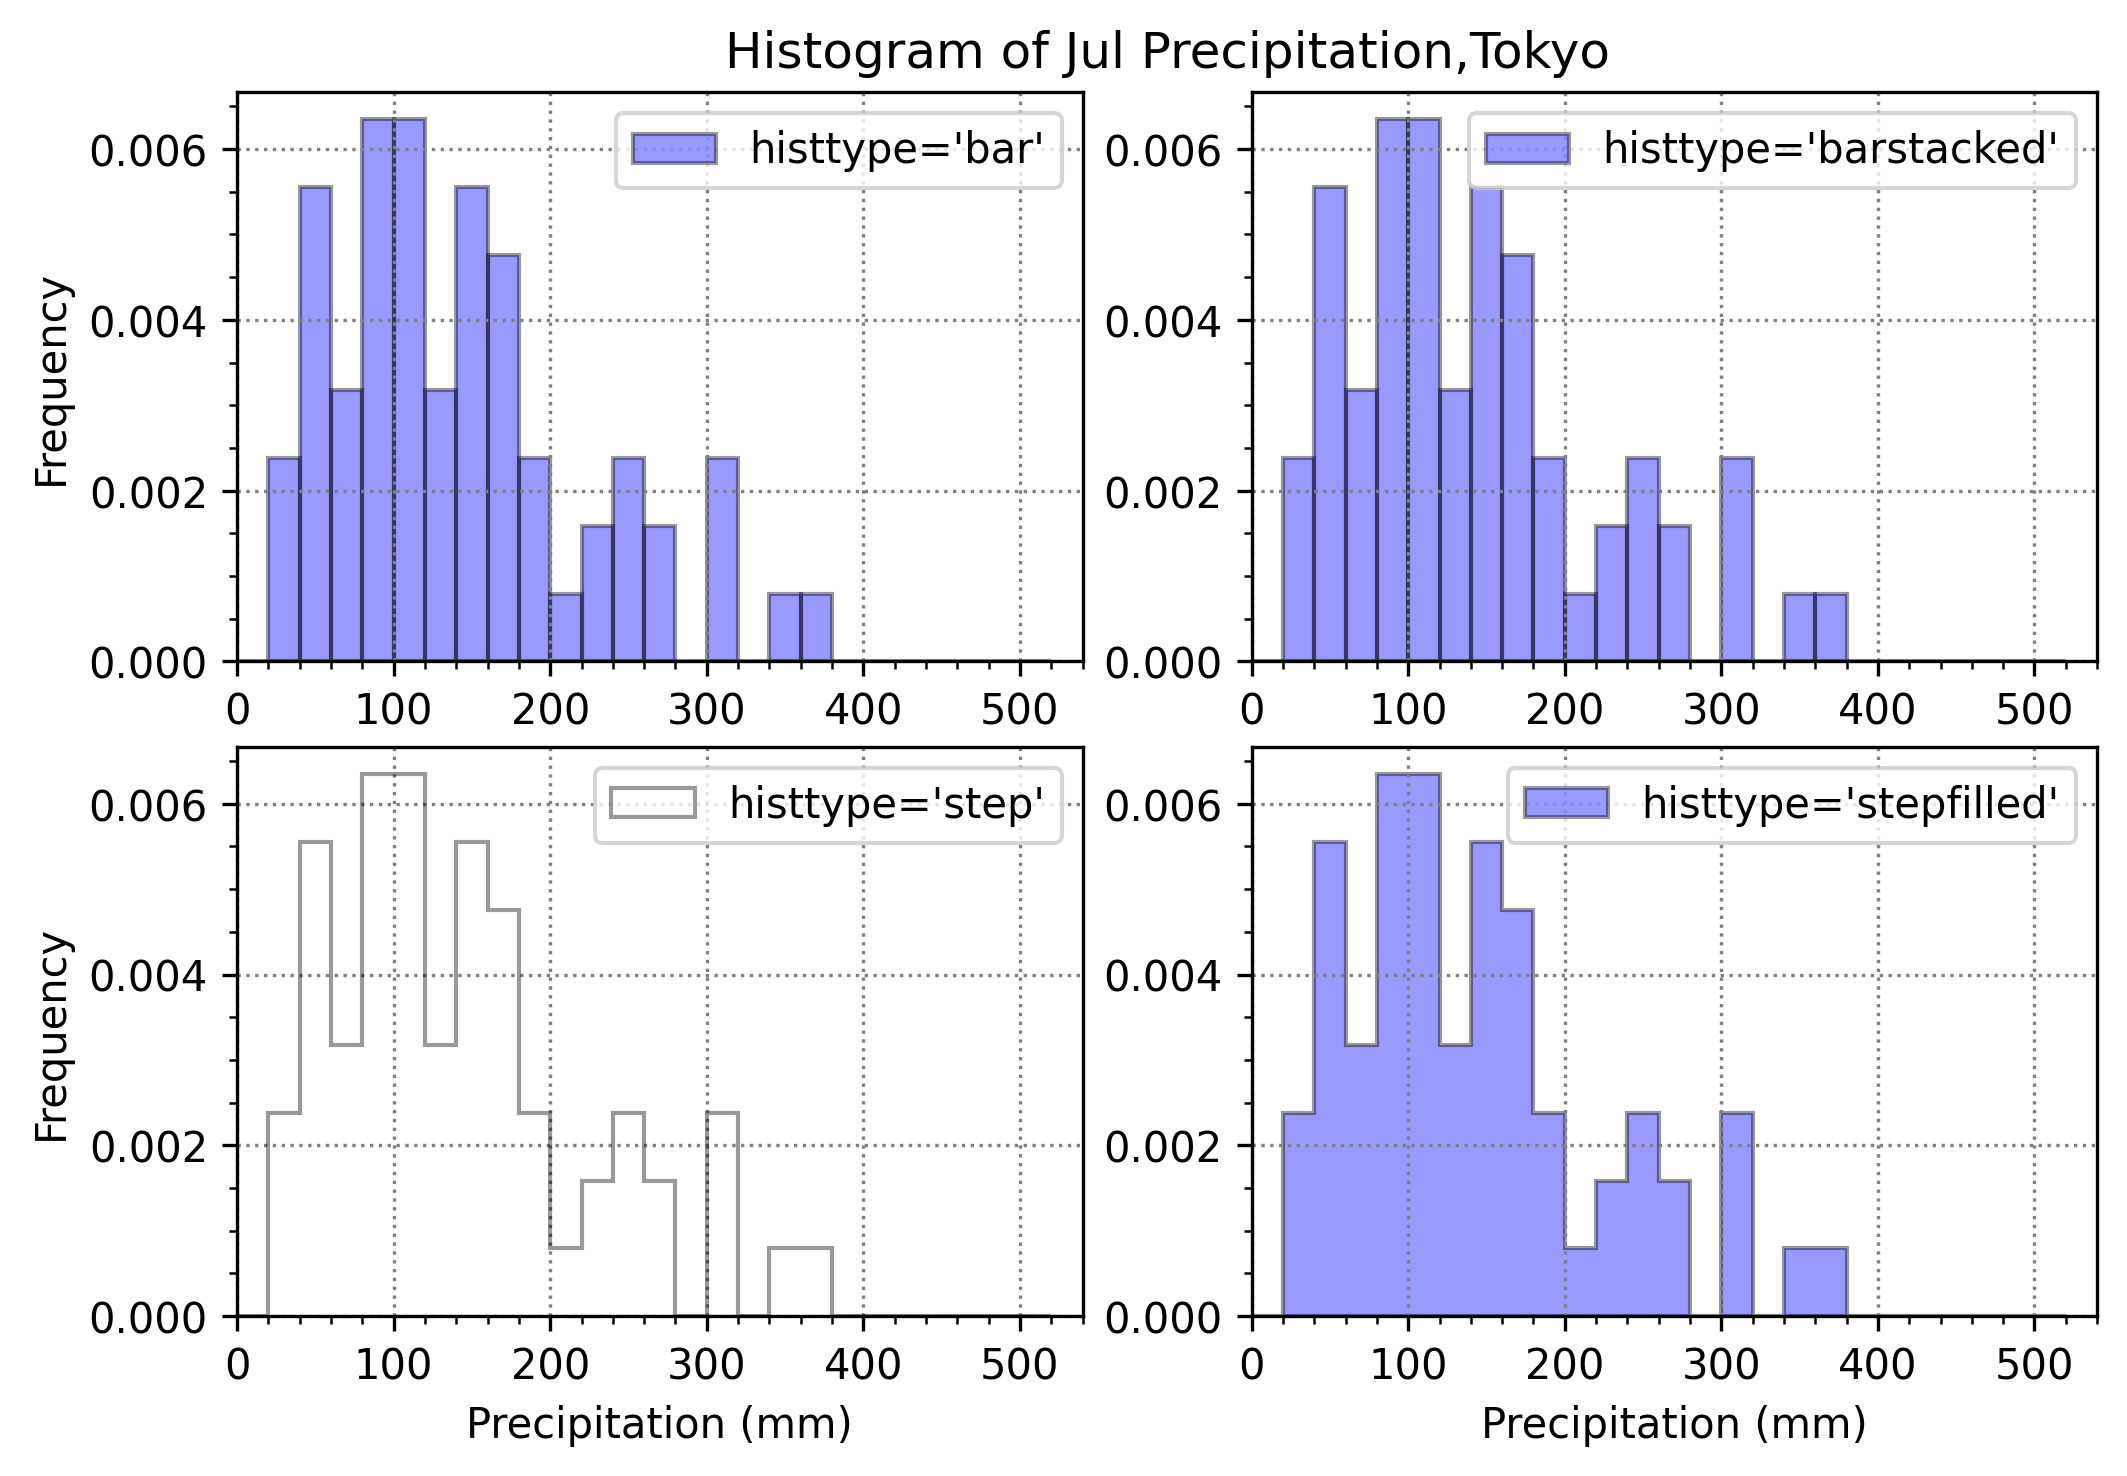 Histogram of Jul Precipitation,Tokyo
histtype='bar'
Frequency
0.006
0.004
0.002
0.000
0 100 200 300 400 500
histtype='barstacked'
0.006
0.004
0.002
0.000
0 100 200 300 400 500
histtype='step'
Frequency
0.006
0.004
0.002
0.000
0 100 200 300 400 500
Precipitation (mm)
histtype='stepfilled'
0.006
0.004
0.002
0.000
0 100 200 300 400 500
Precipitation (mm)